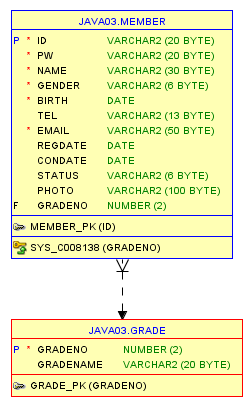 JAVA03.MEMBER
P * ID VARCHAR2 (20 BYTE)
* PW VARCHAR2 (20 BYTE)
* NAME VARCHAR2 (30 BYTE)
* GENDER VARCHAR2 (6 BYTE)
* BIRTH DATE
TEL VARCHAR2 (13 BYTE)
* EMAIL VARCHAR2 (50 BYTE)
REGDATE DATE
CONDATE DATE
STATUS VARCHAR2 (6 BYTE)
PHOTO VARCHAR2 (100 BYTE)
F GRADENO NUMBER (2)
MEMBER_PK (ID)
SYS_C008138 (GRADENO)
JAVA03.GRADE
P * GRADENO NUMBER (2)
GRADENAME VARCHAR2 (20 BYTE)
GRADE_PK (GRADENO)